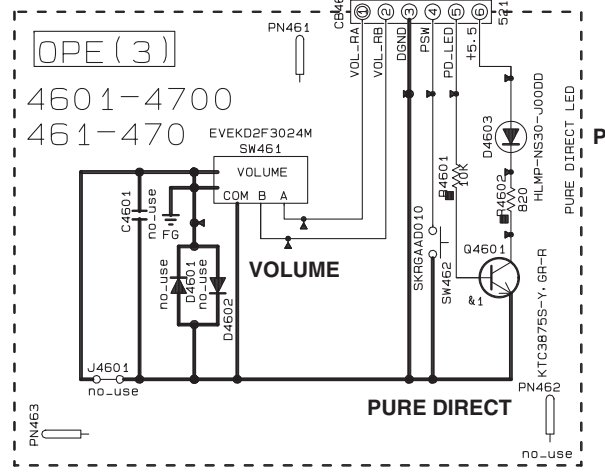 OPE(3)
4601-4700
461-470
PN461
① ② ③ ④ ⑤ ⑥
VOL_RA
VOL_RB
DGND
PSW
PD_LED
+5.5
EVEKD2F3024M
SW461
VOLUME
COM B A
C4601
no_use
FG
no_use
D4601
no_use
D4602
VOLUME
J4601
no_use
R4601
10K
SKRGAAD010
SW462
D4603
HLMP-NS30-J00DD
PURE DIRECT LED
P
R4602
820
Q4601
&1
KTC3875S-Y,GR-R
PURE DIRECT
PN462
no_use
PN463